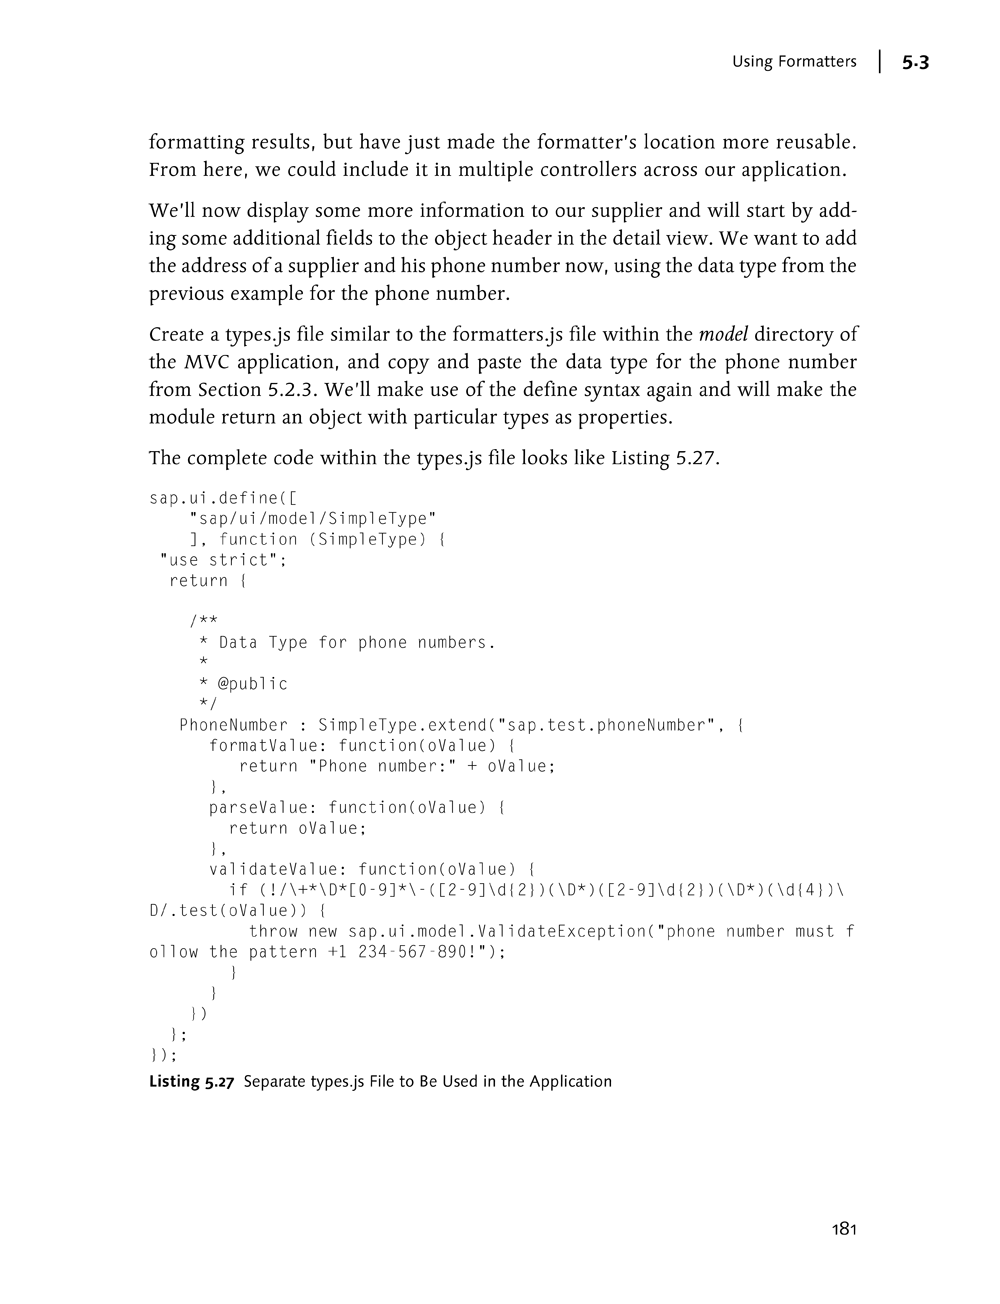 Using Formatters | 5.3
formatting results, but have just made the formatter's location more reusable.
From here, we could include it in multiple controllers across our application.
We'll now display some more information to our supplier and will start by add-
ing some additional fields to the object header in the detail view. We want to add
the address of a supplier and his phone number now, using the data type from the
previous example for the phone number.
Create a types.js file similar to the formatters.js file within the model directory of
the MVC application, and copy and paste the data type for the phone number
from Section 5.2.3. We'll make use of the define syntax again and will make the
module return an object with particular types as properties.
The complete code within the types.js file looks like Listing 5.27.
sap.ui.define([
    "sap/ui/model/SimpleType"
    ], function (SimpleType) {
 "use strict";
  return {
    /**
     * Data Type for phone numbers.
     *
     * @public
     */
   PhoneNumber : SimpleType.extend("sap.test.phoneNumber", {
      formatValue: function(oValue) {
         return "Phone number:" + oValue;
      },
      parseValue: function(oValue) {
        return oValue;
      },
      validateValue: function(oValue) {
        if (!/\+*\D*[0-9]*\-([2-9]\d{2})(\D*)([2-9]\d{2})(\D*)(\d{4})\
D/.test(oValue)) {
          throw new sap.ui.model.ValidateException("phone number must f
ollow the pattern +1 234-567-890!");
        }
      }
    })
  };
});
Listing 5.27 Separate types.js File to Be Used in the Application
181